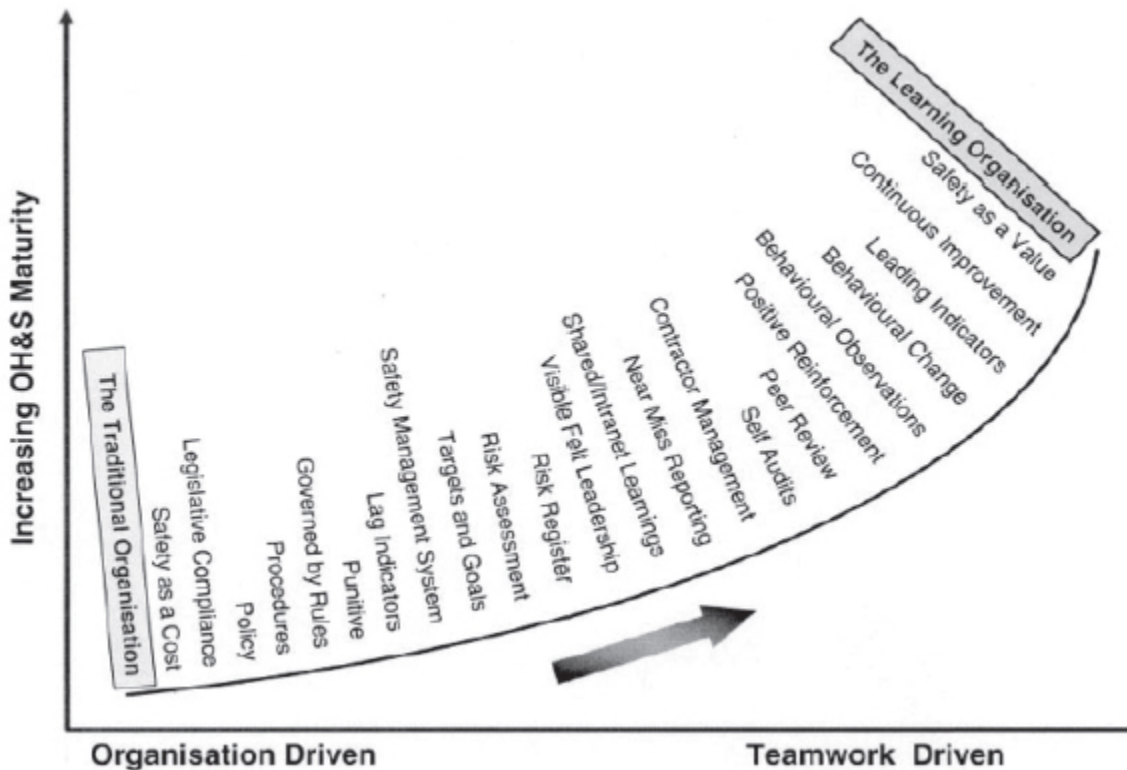 Increasing OH&S Maturity
The Traditional Organisation
Safety as a Cost
Legislative Compliance
Policy
Procedures
Governed by Rules
Punitive
Lag Indicators
Safety Management System
Targets and Goals
Risk Assessment
Risk Register
Visible Felt Leadership
Shared/Intranet Learnings
Near Miss Reporting
Contractor Management
Self Audits
Peer Review
Positive Reinforcement
Behavioural Observations
Behavioural Change
Leading Indicators
Continuous Improvement
Safety as a Value
The Learning Organisation
Organisation Driven
Teamwork Driven